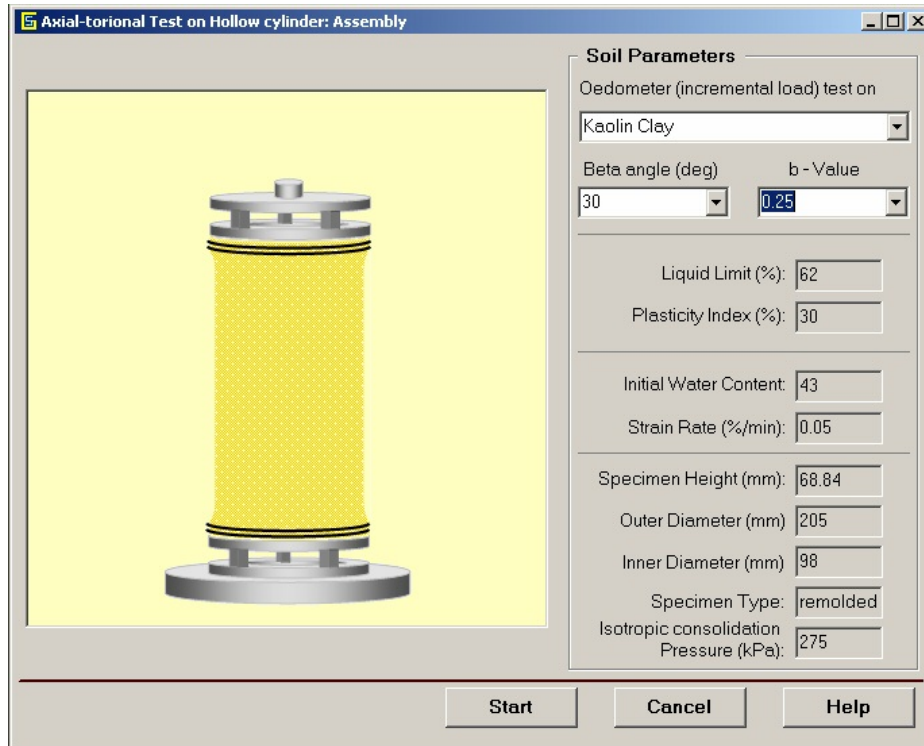 Axial-torional Test on Hollow cylinder: Assembly
Soil Parameters
Oedometer (incremental load) test on
Kaolin Clay
Beta angle (deg) b - Value
30 0.25
Liquid Limit (%): 62
Plasticity Index (%): 30
Initial Water Content: 43
Strain Rate (%/min): 0.05
Specimen Height (mm): 68.84
Outer Diameter (mm) 205
Inner Diameter (mm) 98
Specimen Type: remolded
Isotropic consolidation
Pressure (kPa): 275
Start Cancel Help